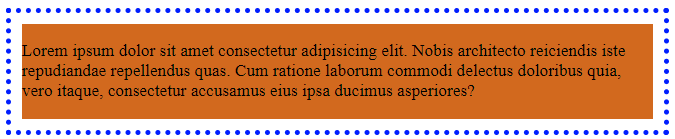 Lorem ipsum dolor sit amet consectetur adipisicing elit. Nobis architecto reiciendis iste
repudiandae repellendus quas. Cum ratione laborum commodi delectus doloribus quia,
vero itaque, consectetur accusamus eius ipsa ducimus asperiores?